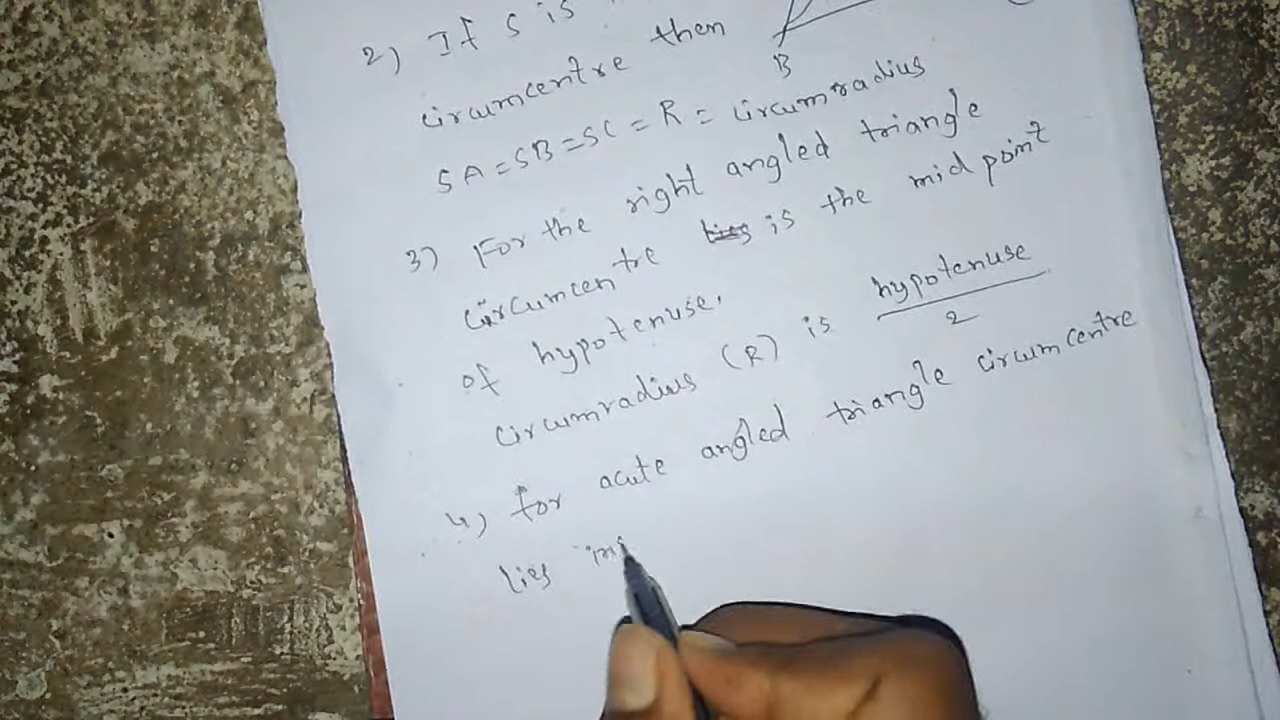 2) If S is
circumcentre then
B
SA=SB=SC = R = circumradius
3) For the right angled triangle
circumcentre lies is the mid point
of hypotenuse.
circumradius (R) is hypotenuse
2
4) for acute angled triangle circumcentre
lies ins